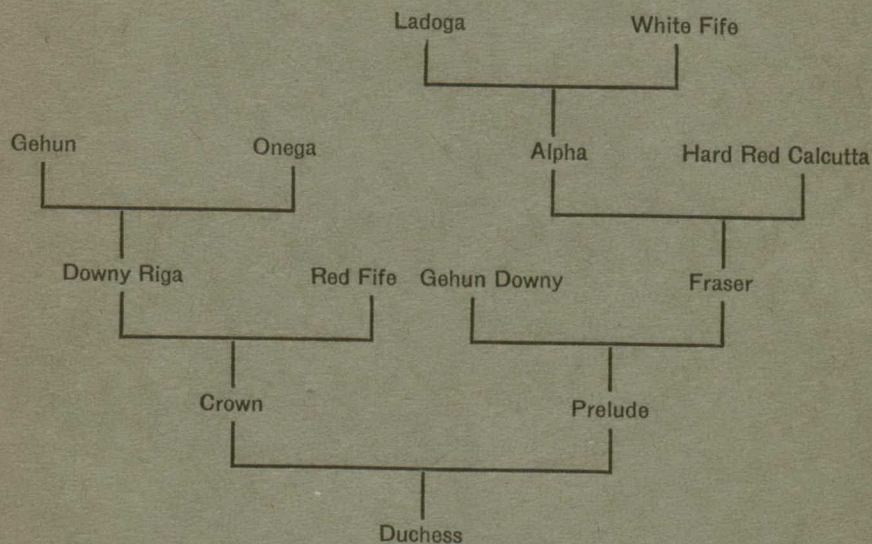 Ladoga White Fife
Gehun Onega Alpha Hard Red Calcutta
Downy Riga Red Fife Gehun Downy Fraser
Crown Prelude
Duchess